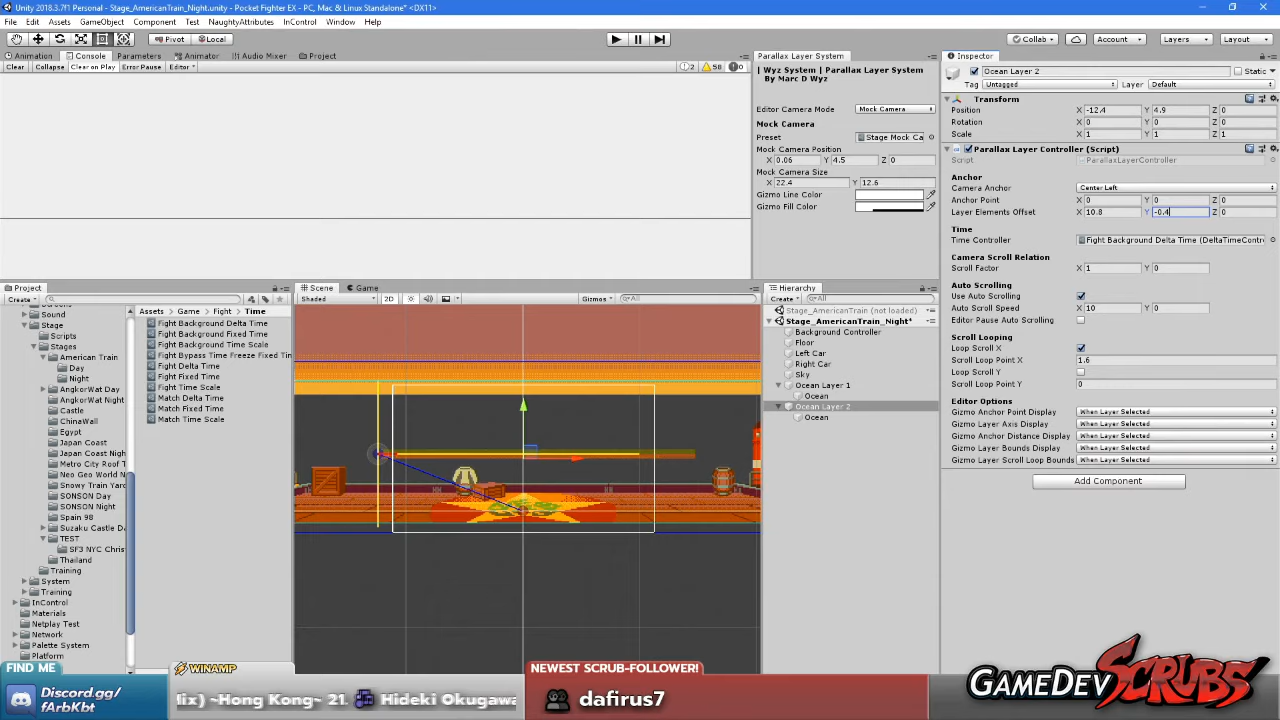 Unity 2018.3.7f1 Personal - Stage_AmericanTrain_Night.unity - Pocket Fighter EX - PC, Mac & Linux Standalone* <DX11>
File Edit Assets GameObject Component Test NaughtyAttributes InControl Window Help
Pivot Local Collab Account Layers Layout
Animation Console Parameters Animator Audio Mixer Project
Clear Collapse Clear on Play Error Pause Editor 2 58 0
Parallax Layer System
| Wyz System | Parallax Layer System
By Marc D Wyz
Editor Camera Mode Mock Camera
Mock Camera
Preset Stage Mock Ca
Mock Camera Position
X 0.06 Y 4.5 Z 0
Mock Camera Size
X 22.4 Y 12.6
Gizmo Line Color
Gizmo Fill Color
Inspector
Ocean Layer 2 Static
Tag Untagged Layer Default
Transform
Position X -12.4 Y 4.9 Z 0
Rotation X 0 Y 0 Z 0
Scale X 1 Y 1 Z 1
Parallax Layer Controller (Script)
Script ParallaxLayerController
Anchor
Camera Anchor Center Left
Anchor Point X 0 Y 0 Z 0
Layer Elements Offset X 10.8 Y -0.4 Z 0
Time
Time Controller Fight Background Delta Time (DeltaTimeContr
Camera Scroll Relation
Scroll Factor X 1 Y 0
Auto Scrolling
Use Auto Scrolling
Auto Scroll Speed X 10 Y 0
Editor Pause Auto Scrolling
Scroll Looping
Loop Scroll X
Scroll Loop Point X 1.6
Loop Scroll Y
Scroll Loop Point Y 0
Editor Options
Gizmo Anchor Point Display When Layer Selected
Gizmo Layer Axis Display When Layer Selected
Gizmo Anchor Distance Display When Layer Selected
Gizmo Layer Bounds Display When Layer Selected
Gizmo Layer Scroll Loop Bounds When Layer Selected
Add Component
Project
Create
Sound
Stage
Scripts
Stages
American Train
Day
Night
AngkorWat Day
AngkorWat Night
Castle
ChinaWall
Egypt
Japan Coast
Japan Coast Night
Metro City Roof T
Neo Geo World N
Snowy Train Yard
SONSON Day
SONSON Night
Spain 98
Suzaku Castle Da
TEST
SF3 NYC Chris
Thailand
Training
System
Training
InControl
Materials
Netplay Test
Network
Palette System
Platform
Assets Game Fight Time
Fight Background Delta Time
Fight Background Fixed Time
Fight Background Time Scale
Fight Bypass Time Freeze Fixed Tim
Fight Delta Time
Fight Fixed Time
Fight Time Scale
Match Delta Time
Match Fixed Time
Match Time Scale
Scene Game
Shaded 2D Gizmos All
Hierarchy
Create All
Stage_AmericanTrain (not loaded)
Stage_AmericanTrain_Night*
Background Controller
Floor
Left Car
Right Car
Sky
Ocean Layer 1
Ocean
Ocean Layer 2
Ocean
FIND ME
Discord.gg/
fArbKbt
WINAMP
lix) ~Hong Kong~ 21. Hideki Okugawa
NEWEST SCRUB-FOLLOWER!
dafirus7
GAMEDEV SCRUBS